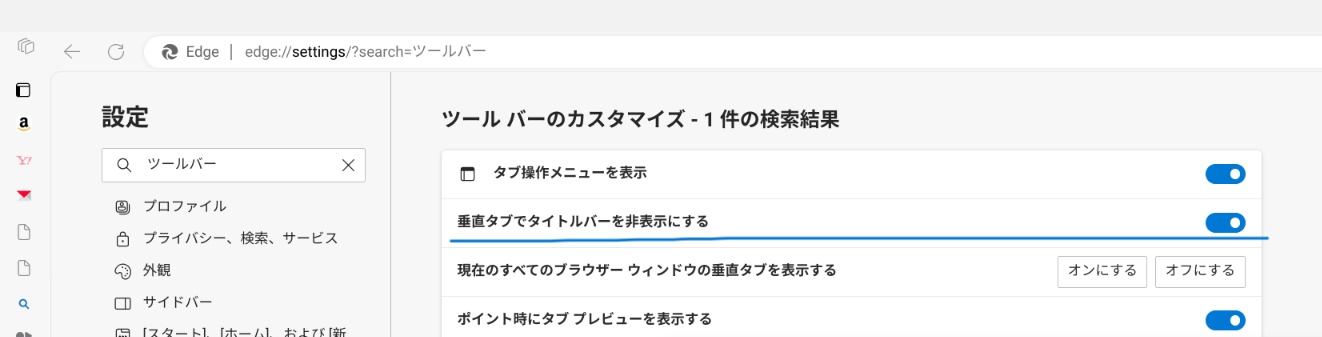 Edge | edge://settings/?search=ツールバー
a
Y!
設定
ツールバー
プロファイル
プライバシー、検索、サービス
外観
サイドバー
[スタート]、[ホーム]、および [新
ツール バーのカスタマイズ - 1 件の検索結果
タブ操作メニューを表示
垂直タブでタイトルバーを非表示にする
現在のすべてのブラウザー ウィンドウの垂直タブを表示する
オンにする
オフにする
ポイント時にタブ プレビューを表示する